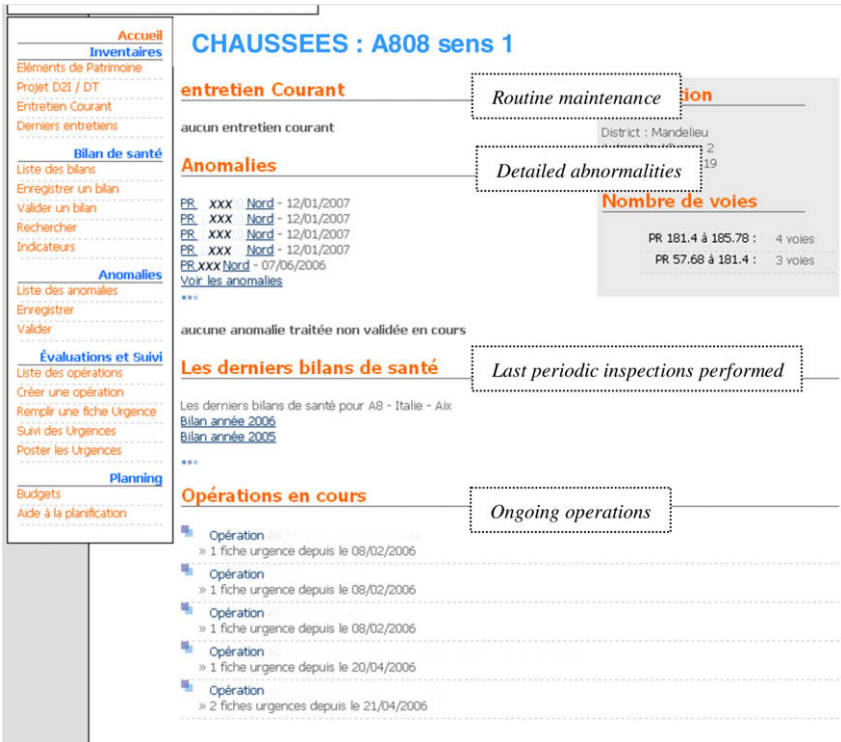 Accueil
Inventaires
Eléments de Patrimoine
Projet D2I / DT
Entretien Courant
Derniers entretiens
Bilan de santé
Liste des bilans
Enregistrer un bilan
Valider un bilan
Rechercher
Indicateurs
Anomalies
Liste des anomalies
Enregistrer
Valider
Évaluations et Suivi
Liste des opérations
Créer une opération
Remplir une fiche Urgence
Suivi des Urgences
Poster les Urgences
Planning
Budgets
Aide à la planification
CHAUSSEES : A808 sens 1
entretien Courant
Routine maintenance
aucun entretien courant
Anomalies
Detailed abnormalities
PR xxx Nord - 12/01/2007
PR xxx Nord - 12/01/2007
PR xxx Nord - 12/01/2007
PR xxx Nord - 12/01/2007
PR xxx Nord - 07/06/2006
Voir les anomalies
aucune anomalie traitée non validée en cours
Les derniers bilans de santé
Last periodic inspections performed
Les derniers bilans de santé pour A8 - Italie - Aix
Bilan année 2006
Bilan année 2005
Opérations en cours
Ongoing operations
Opération
» 1 fiche urgence depuis le 08/02/2006
Opération
» 1 fiche urgence depuis le 08/02/2006
Opération
» 1 fiche urgence depuis le 08/02/2006
Opération
» 1 fiche urgence depuis le 20/04/2006
Opération
» 2 fiches urgences depuis le 21/04/2006
ion
District : Mandelieu
2
19
Nombre de voies
PR 181.4 à 185.78 : 4 voies
PR 57.68 à 181.4 : 3 voies